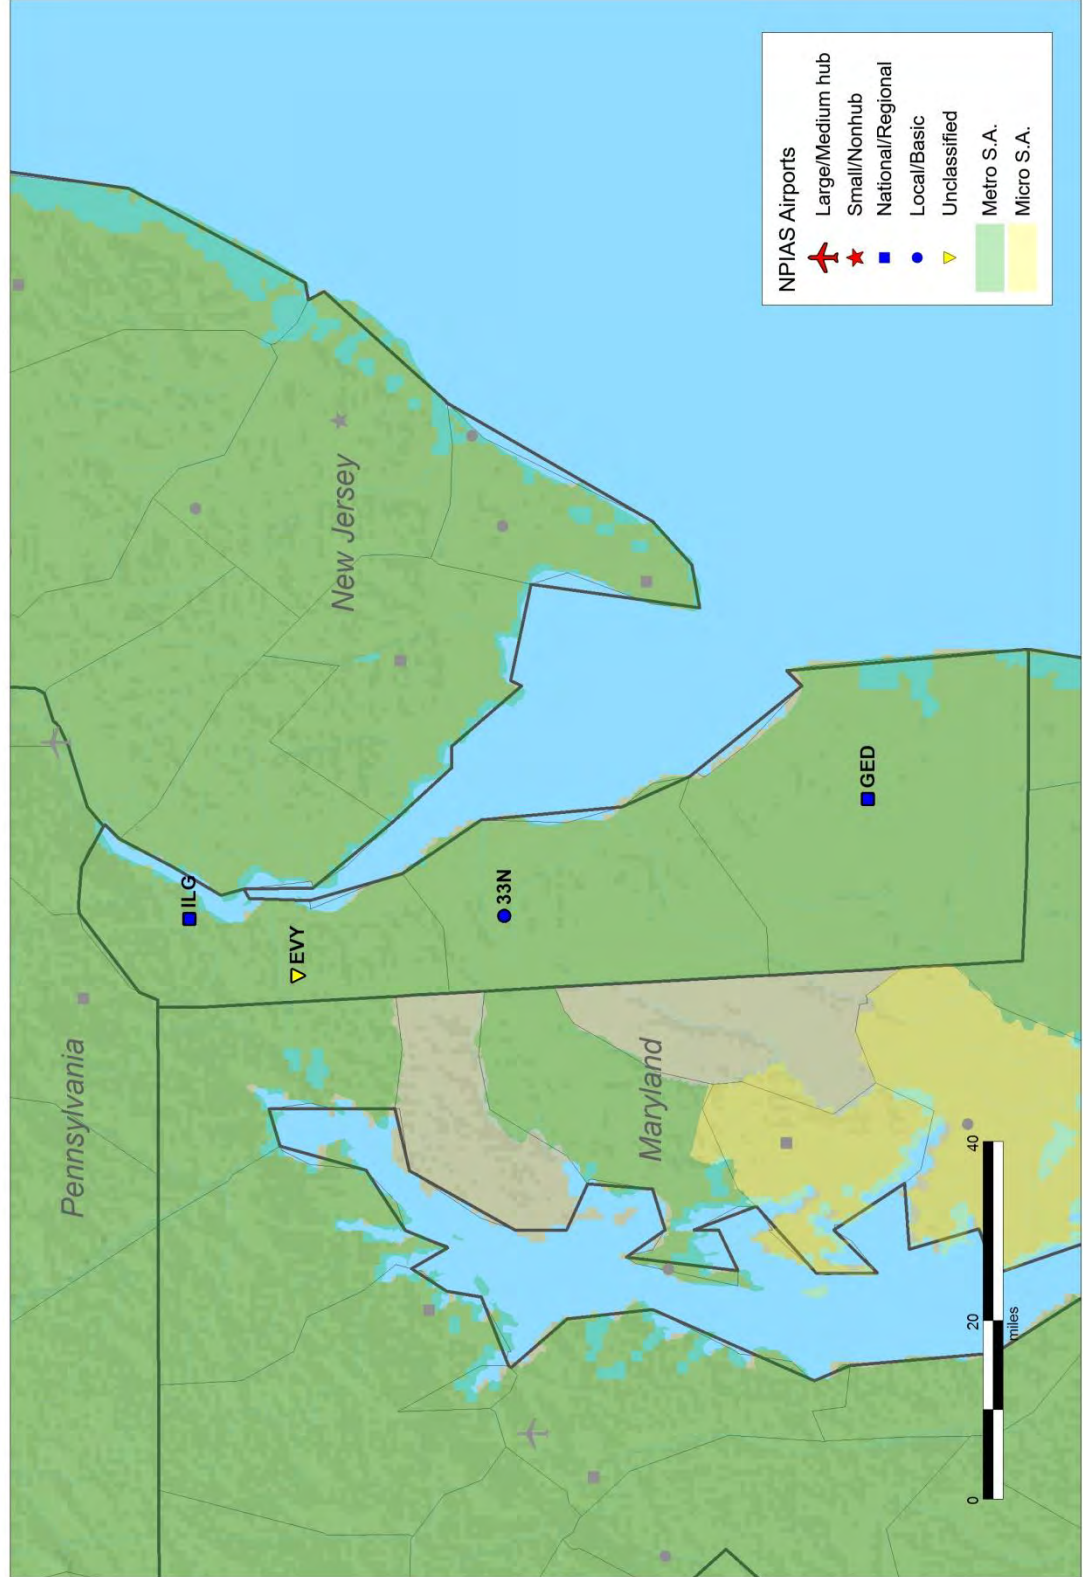 Pennsylvania
New Jersey
Maryland
ILG
EVY
33N
GED
0
20
40
miles
NPIAS Airports
Large/Medium hub
Small/Nonhub
National/Regional
Local/Basic
Unclassified
Metro S.A.
Micro S.A.